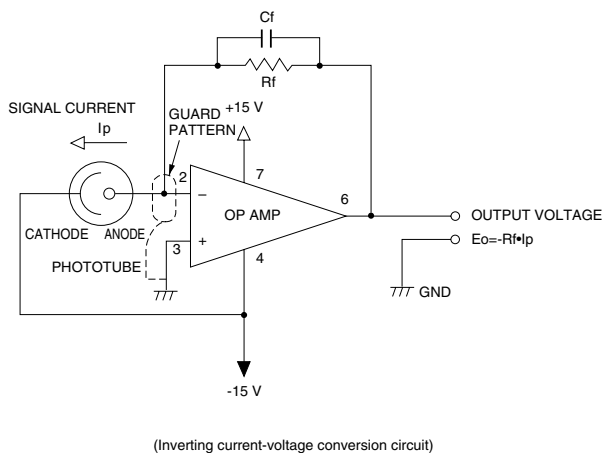 Cf
Rf
SIGNAL CURRENT
Ip
GUARD
PATTERN
+15 V
2
7
−
OP AMP
6
+
3
4
CATHODE
ANODE
PHOTOTUBE
OUTPUT VOLTAGE
Eo=-Rf•Ip
GND
-15 V
(Inverting current-voltage conversion circuit)